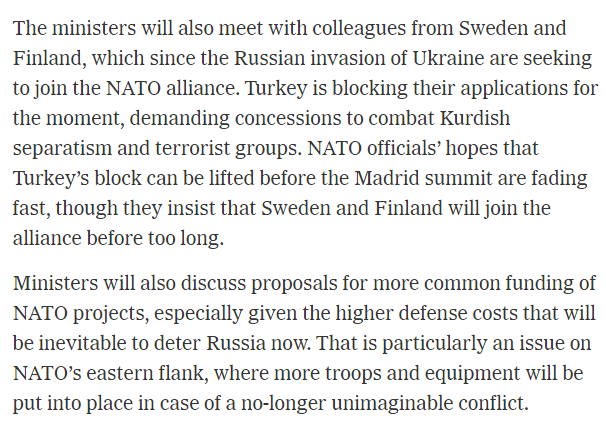 The ministers will also meet with colleagues from Sweden and
Finland, which since the Russian invasion of Ukraine are seeking
to join the NATO alliance. Turkey is blocking their applications for
the moment, demanding concessions to combat Kurdish
separatism and terrorist groups. NATO officials’ hopes that
Turkey’s block can be lifted before the Madrid summit are fading
fast, though they insist that Sweden and Finland will join the
alliance before too long.
Ministers will also discuss proposals for more common funding of
NATO projects, especially given the higher defense costs that will
be inevitable to deter Russia now. That is particularly an issue on
NATO’s eastern flank, where more troops and equipment will be
put into place in case of a no-longer unimaginable conflict.